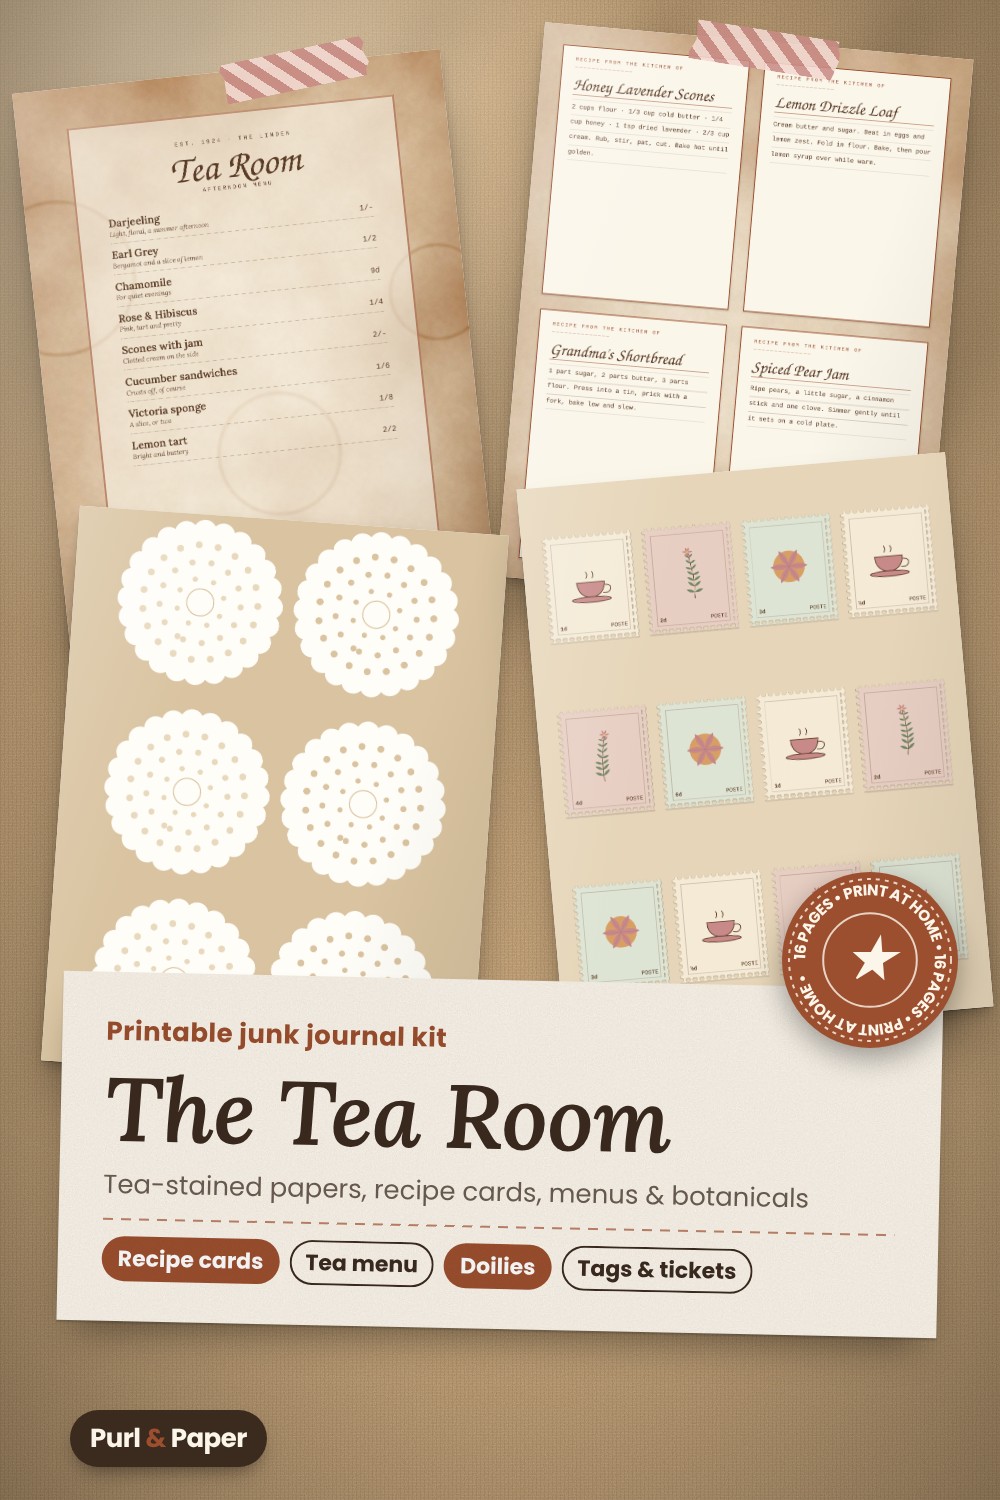 EST. 1924 · THE LINDEN
Tea Room
AFTERNOON MENU
Darjeeling 1/-
Light, floral, a summer afternoon
Earl Grey 1/2
Bergamot and a slice of lemon
Chamomile 9d
For quiet evenings
Rose & Hibiscus 1/4
Pink, tart and pretty
Scones with jam 2/-
Clotted cream on the side
Cucumber sandwiches 1/6
Crusts off, of course
Victoria sponge 1/8
A slice, or two
Lemon tart 2/2
Bright and buttery
RECIPE FROM THE KITCHEN OF
Honey Lavender Scones
2 cups flour · 1/3 cup cold butter · 1/4
cup honey · 1 tsp dried lavender · 2/3 cup
cream. Rub, stir, pat, cut. Bake hot until
golden.
RECIPE FROM THE KITCHEN OF
Lemon Drizzle Loaf
Cream butter and sugar. Beat in eggs and
lemon zest. Fold in flour. Bake, then pour
lemon syrup over while warm.
RECIPE FROM THE KITCHEN OF
Grandma's Shortbread
1 part sugar, 2 parts butter, 3 parts
flour. Press into a tin, prick with a
fork, bake low and slow.
RECIPE FROM THE KITCHEN OF
Spiced Pear Jam
Ripe pears, a little sugar, a cinnamon
stick and one clove. Simmer gently until
it sets on a cold plate.
POSTE
POSTE
POSTE
POSTE
POSTE
POSTE
POSTE
POSTE
POSTE
16 PAGES • PRINT AT HOME • 16 PAGES • PRINT AT HOME •
Printable junk journal kit
The Tea Room
Tea-stained papers, recipe cards, menus & botanicals
Recipe cards
Tea menu
Doilies
Tags & tickets
Purl & Paper